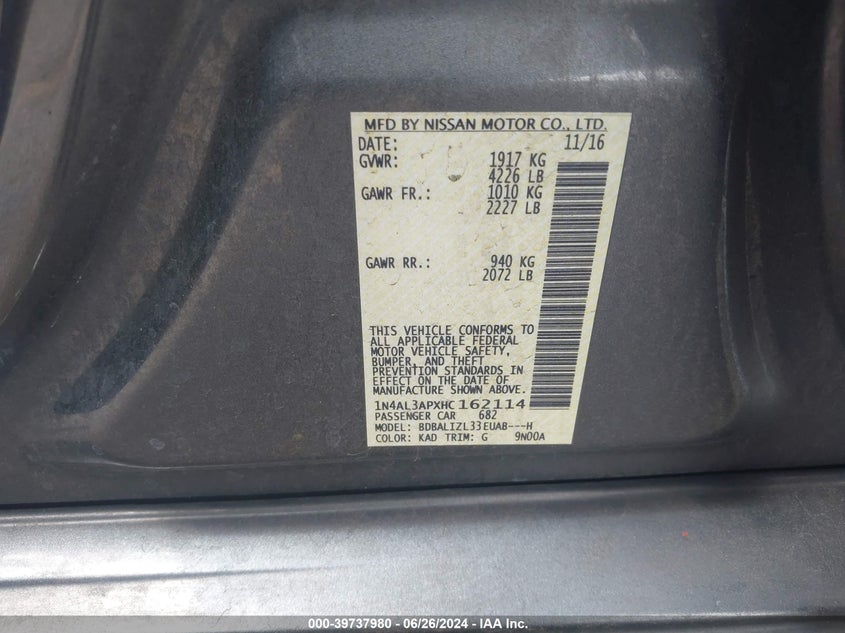 MFD BY NISSAN MOTOR CO., LTD.
DATE: 11/16
GVWR: 1917 KG
4226 LB
GAWR FR.: 1010 KG
2227 LB
GAWR RR.: 940 KG
2072 LB
THIS VEHICLE CONFORMS TO
ALL APPLICABLE FEDERAL
MOTOR VEHICLE SAFETY,
BUMPER, AND THEFT
PREVENTION STANDARDS IN
EFFECT ON THE DATE OF
MANUFACTURE SHOWN ABOVE.
1N4AL3APXHC162114
PASSENGER CAR 682
MODEL: BDBALIZL33EUAB---H
COLOR: KAD TRIM: G 9N00A
000-39737980 - 06/26/2024 - IAA Inc.